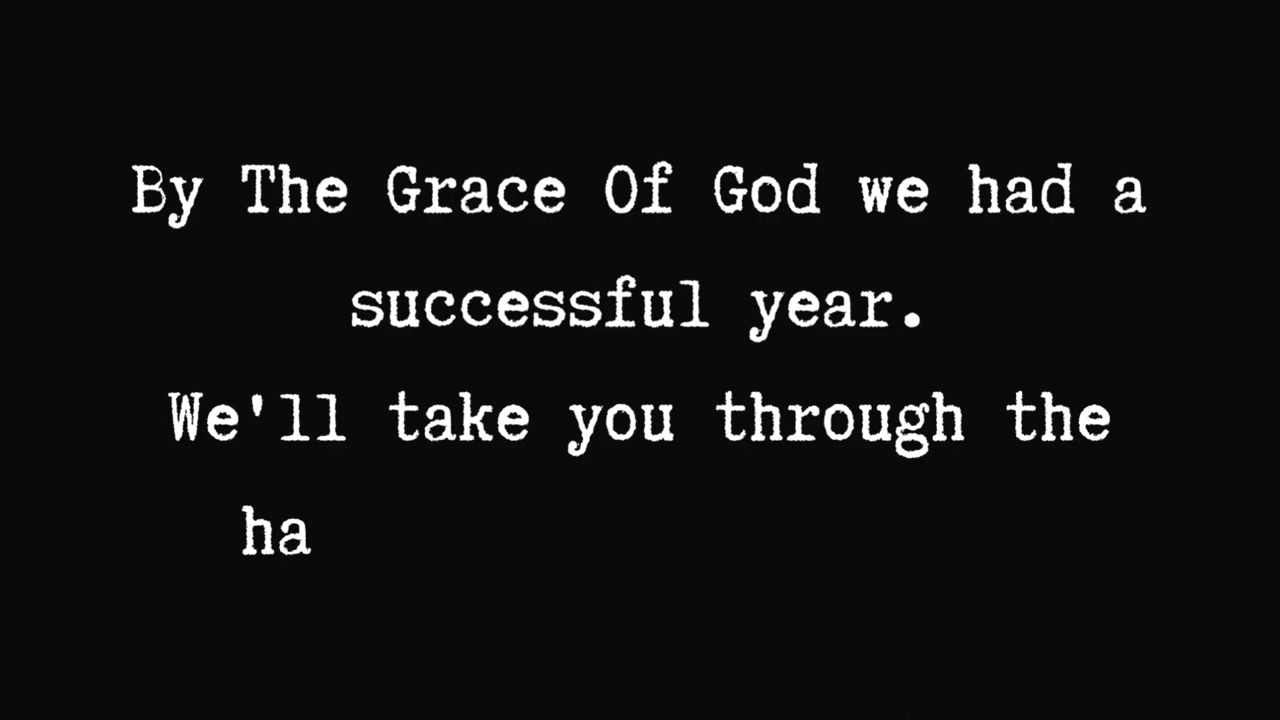 By The Grace Of God we had a
successful year.
We'll take you through the
ha